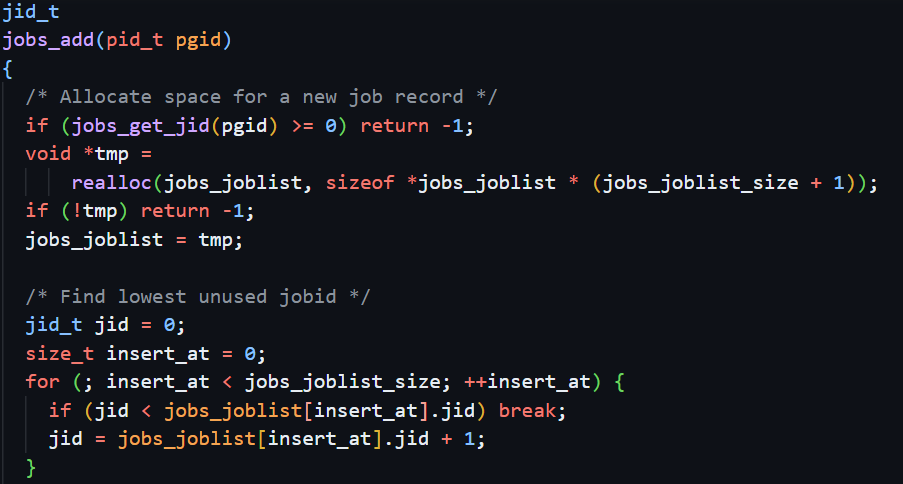 jid_t
jobs_add(pid_t pgid)
{
  /* Allocate space for a new job record */
  if (jobs_get_jid(pgid) >= 0) return -1;
  void *tmp =
      realloc(jobs_joblist, sizeof *jobs_joblist * (jobs_joblist_size + 1));
  if (!tmp) return -1;
  jobs_joblist = tmp;

  /* Find lowest unused jobid */
  jid_t jid = 0;
  size_t insert_at = 0;
  for (; insert_at < jobs_joblist_size; ++insert_at) {
    if (jid < jobs_joblist[insert_at].jid) break;
    jid = jobs_joblist[insert_at].jid + 1;
  }